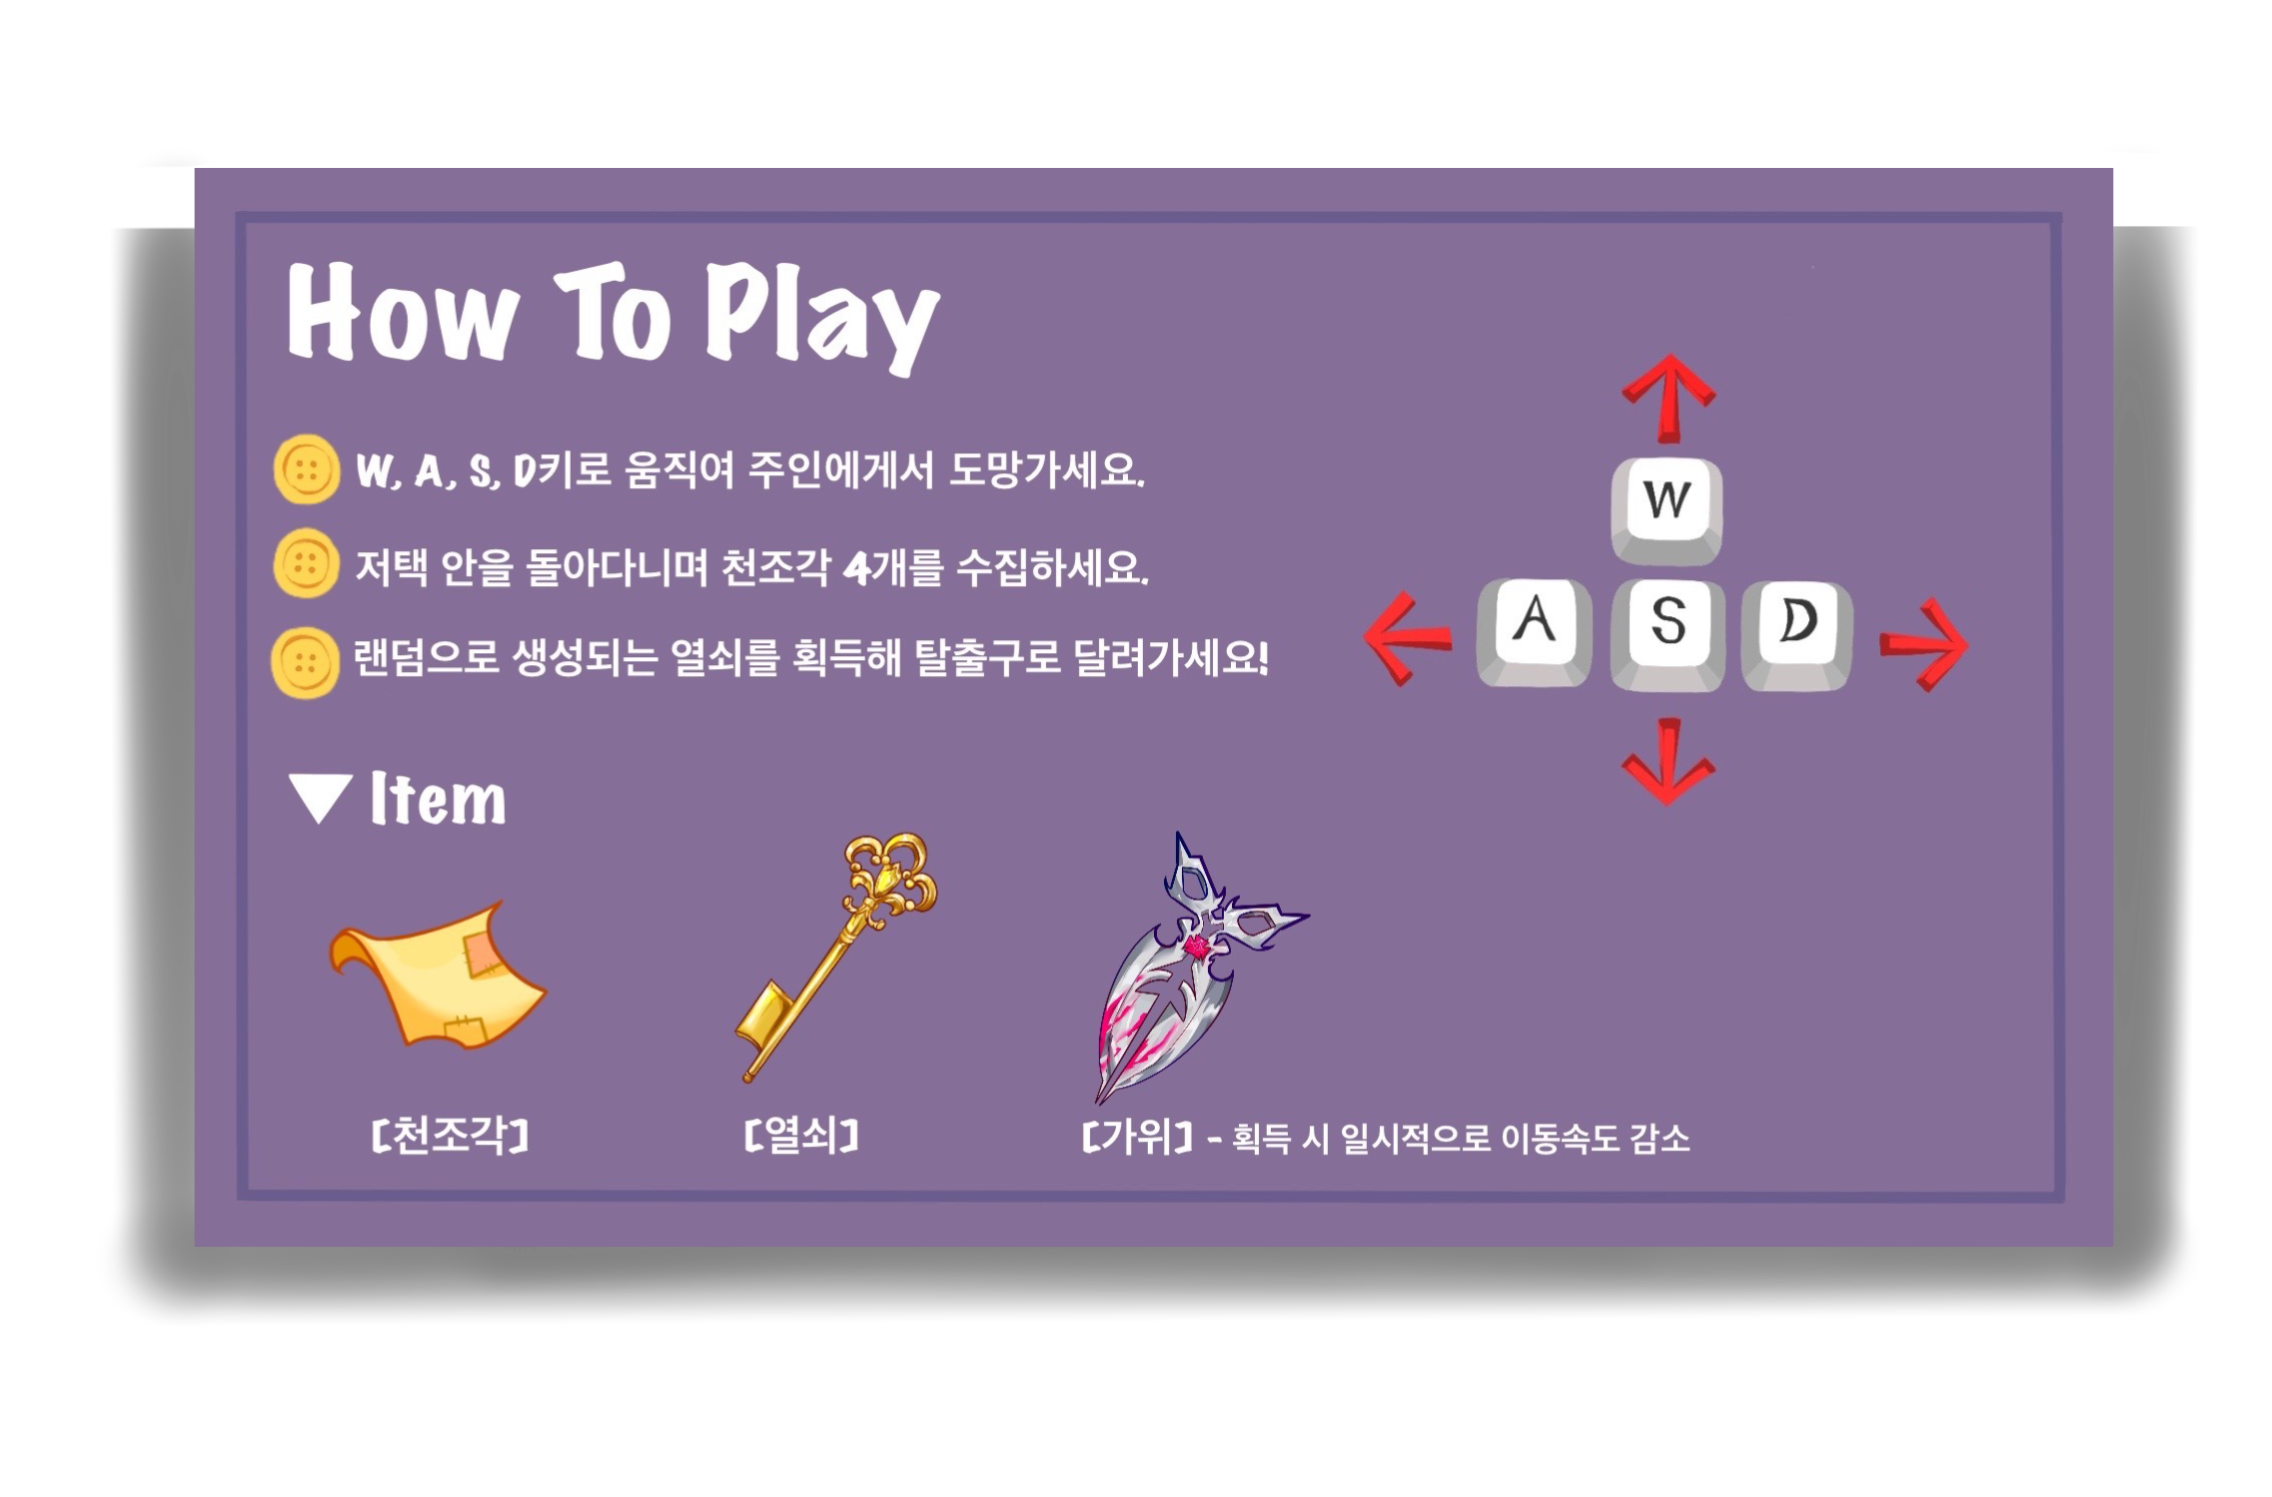 How To Play
W, A, S, D키로 움직여 주인에게서 도망가세요.
저택 안을 돌아다니며 천조각 4개를 수집하세요.
랜덤으로 생성되는 열쇠를 획득해 탈출구로 달려가세요!
W
A S D
▼ Item
[천조각]
[열쇠]
[가위] - 획득 시 일시적으로 이동속도 감소